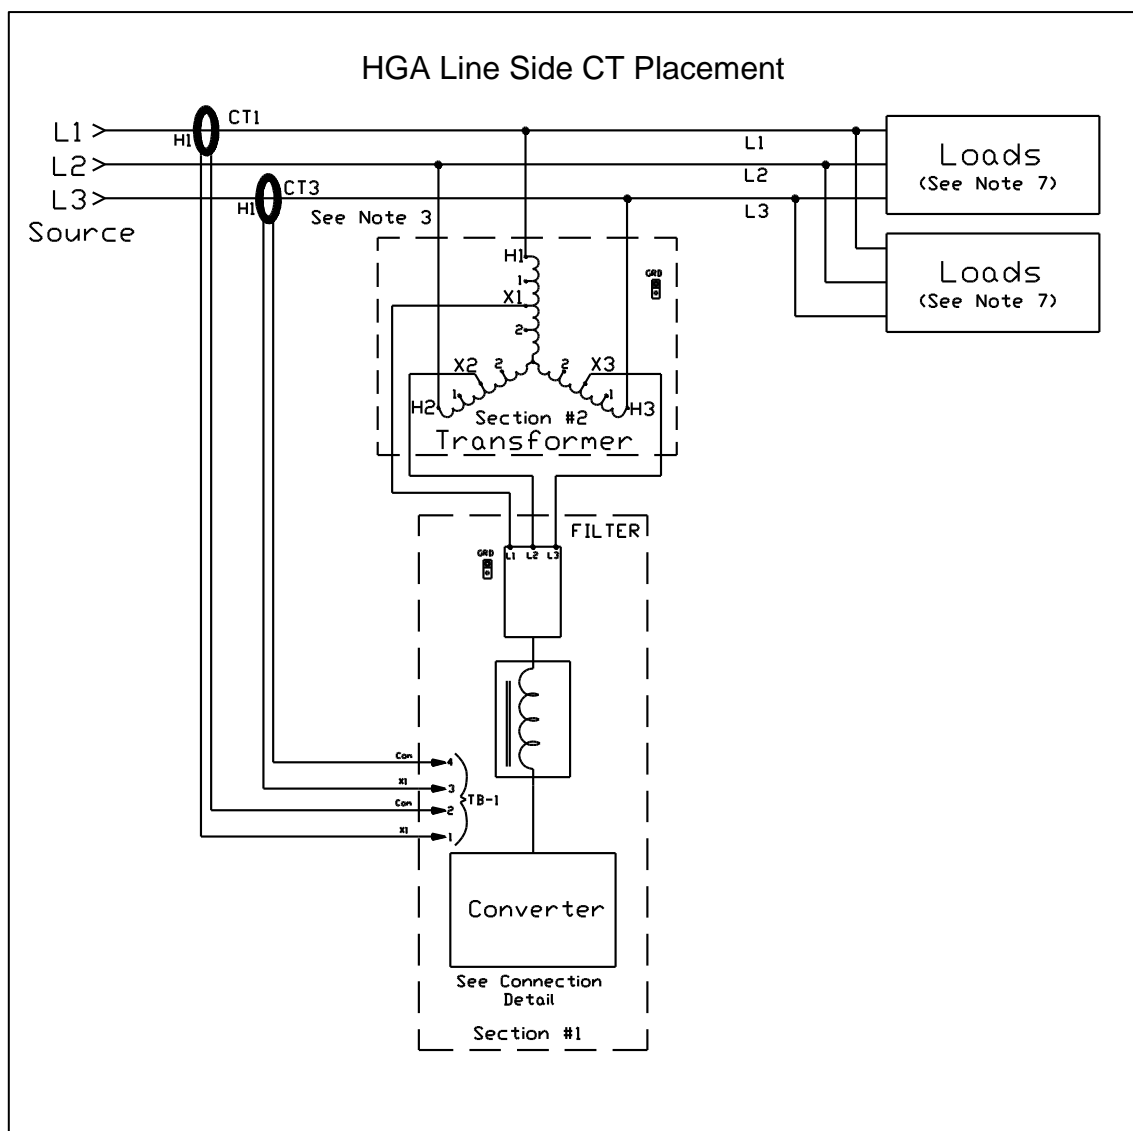 HGA Line Side CT Placement
CT1
L1
H1
L1
L2
L2
CT3
L3
H1
L3
See Note 3
Source
Loads
(See Note 7)
Loads
(See Note 7)
H1
GRD
1
X1
2
X2
2
2
X3
1
1
H2
H3
Section #2
Transformer
FILTER
GRD
L1
L2
L3
Com
4
X1
3
TB-1
Com
2
X1
1
Converter
See Connection
Detail
Section #1